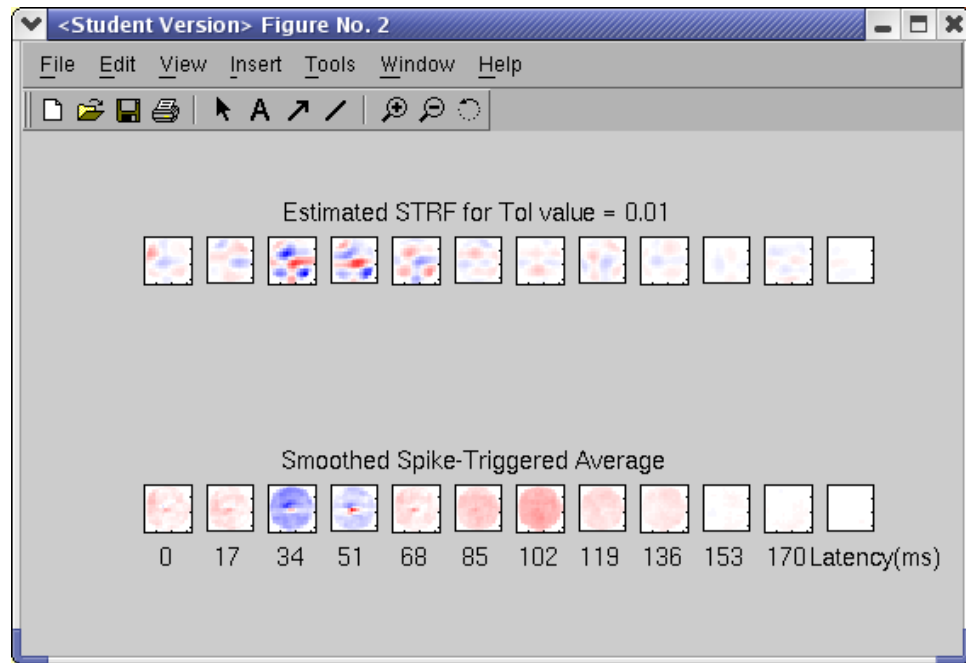 <Student Version> Figure No. 2
File Edit View Insert Tools Window Help
A
Estimated STRF for Tol value = 0.01
Smoothed Spike-Triggered Average
0 17 34 51 68 85 102 119 136 153 170 Latency(ms)